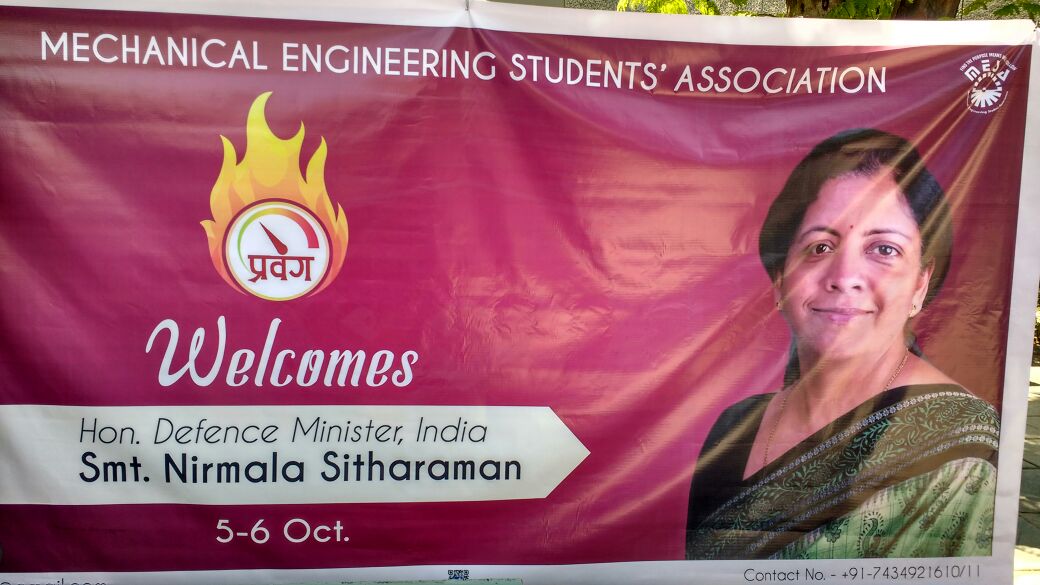 MECHANICAL ENGINEERING STUDENTS' ASSOCIATION
MESA
प्रवेग
Welcomes
Hon. Defence Minister, India
Smt. Nirmala Sitharaman
5-6 Oct.
Contact No. - +91-7434921610/11